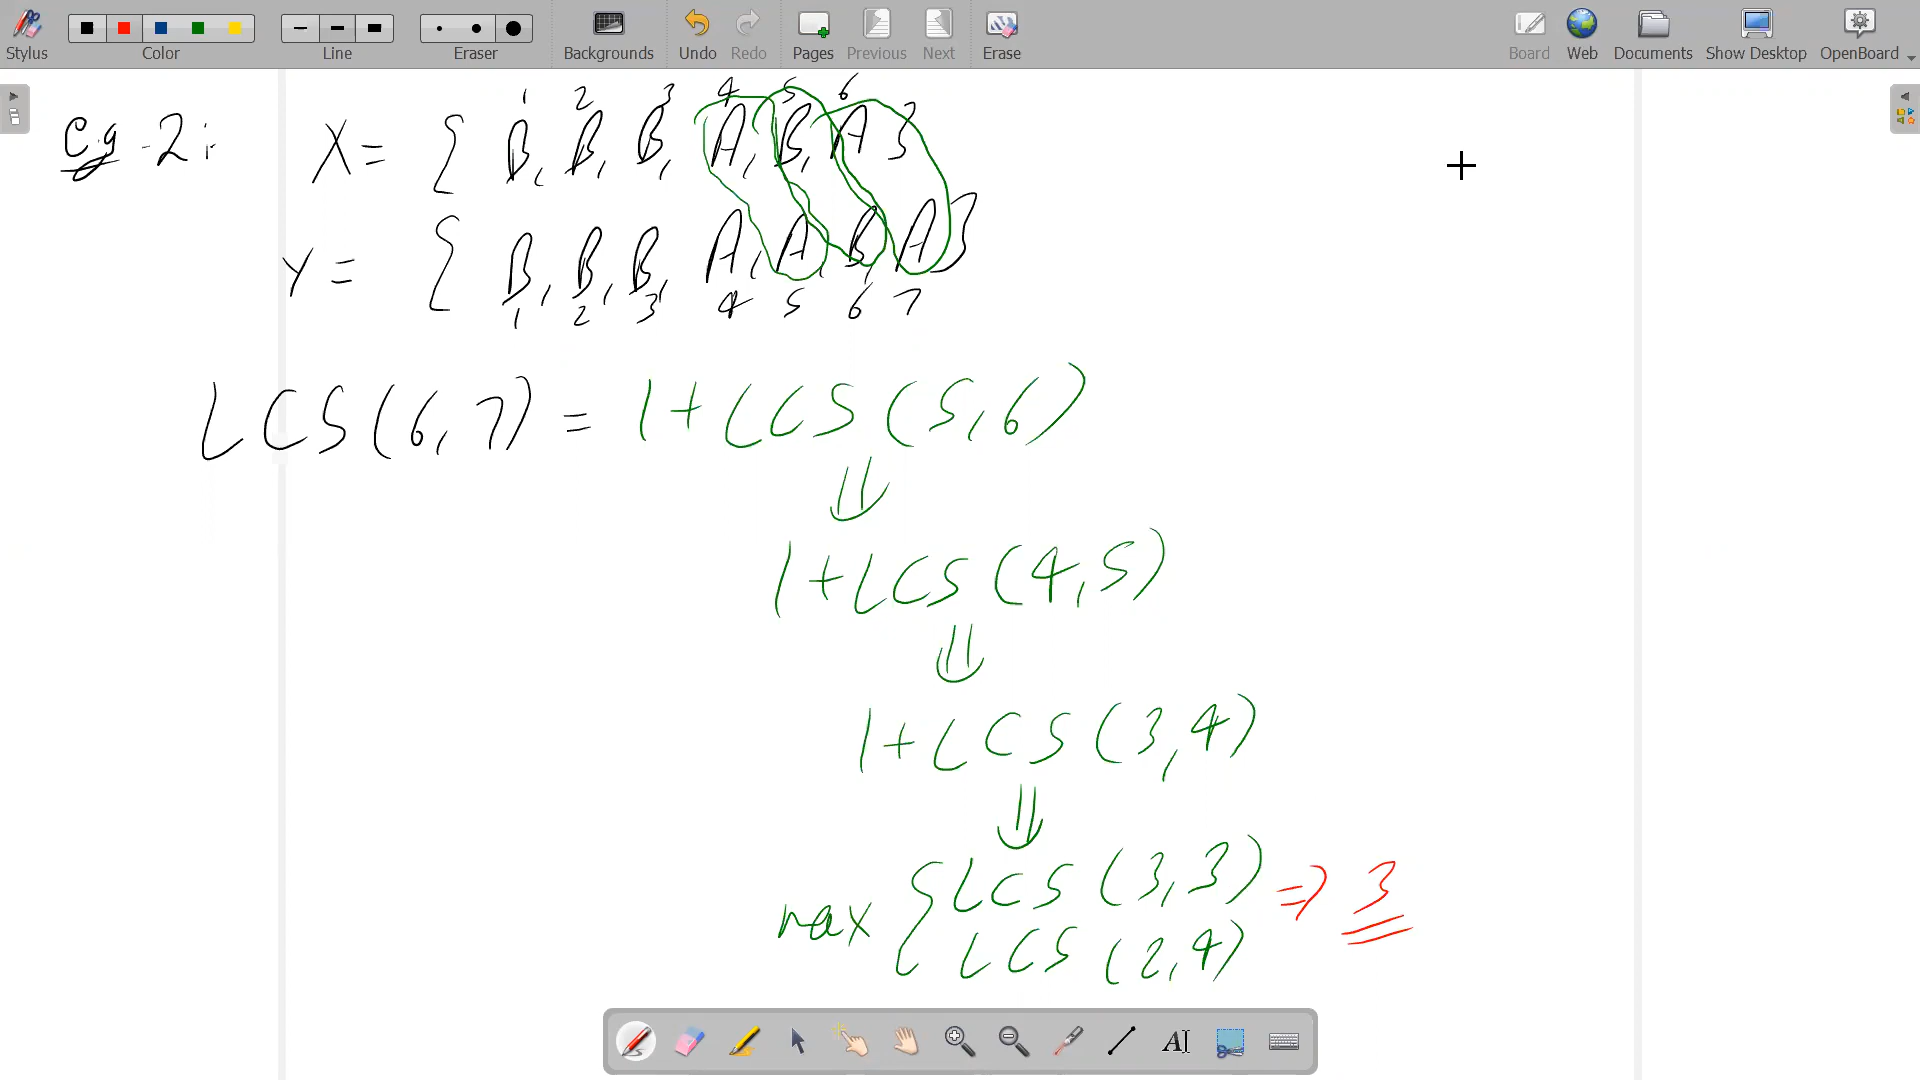 Stylus Color Line Eraser Backgrounds Undo Redo Pages Previous Next Erase Board Web Documents Show Desktop OpenBoard
1 2 3 4 5 6
e.g -2:- X = { B, B, B, A, B, A }
Y = { B, B, B, A, A, B, A }
1 2 3 4 5 6 7
LCS(6,7) = 1+LCS(5,6)
1+LCS(4,5)
1+LCS(3,4)
max { LCS(3,3) => 3
LCS(2,4)